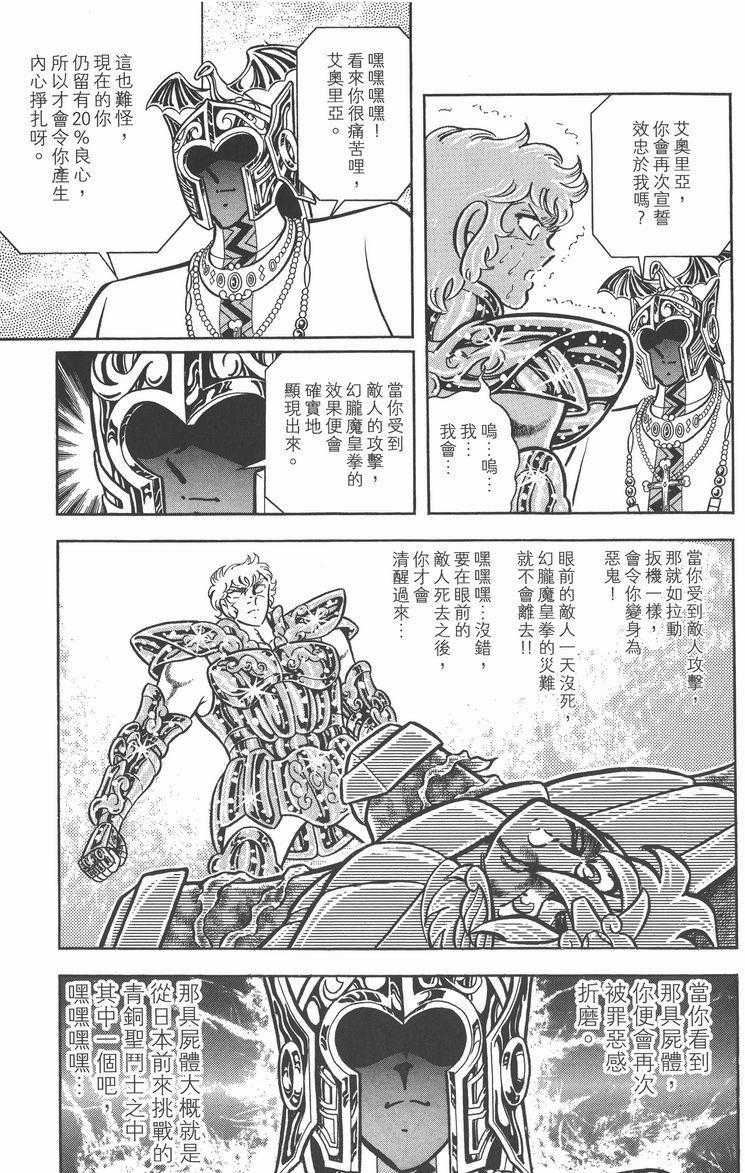 艾奧里亞，
你會再次宣誓
效忠於我嗎？
嗚…嗚…
我…
我會…
嘿嘿嘿嘿！
看來你很痛苦哩，
艾奧里亞。
這也難怪，
現在的你
仍留有20%良心，
所以才會令你產生
內心掙扎呀。
當你受到
敵人的攻擊，
幻朧魔皇拳的
效果便會
確實地
顯現出來。
當你受到敵人攻擊，
那就如拉動
扳機一樣，
會令你變身為
惡鬼！
眼前的敵人一天沒死，
幻朧魔皇拳的災難
就不會離去!!
嘿嘿嘿…沒錯，
要在眼前的
敵人死去之後，
你才會
清醒過來…
當你看到
那具屍體，
你便會再次
被罪惡感
折磨。
那具屍體大概就是
從日本前來挑戰的
青銅聖鬥士之中
其中一個吧，
嘿嘿嘿嘿…